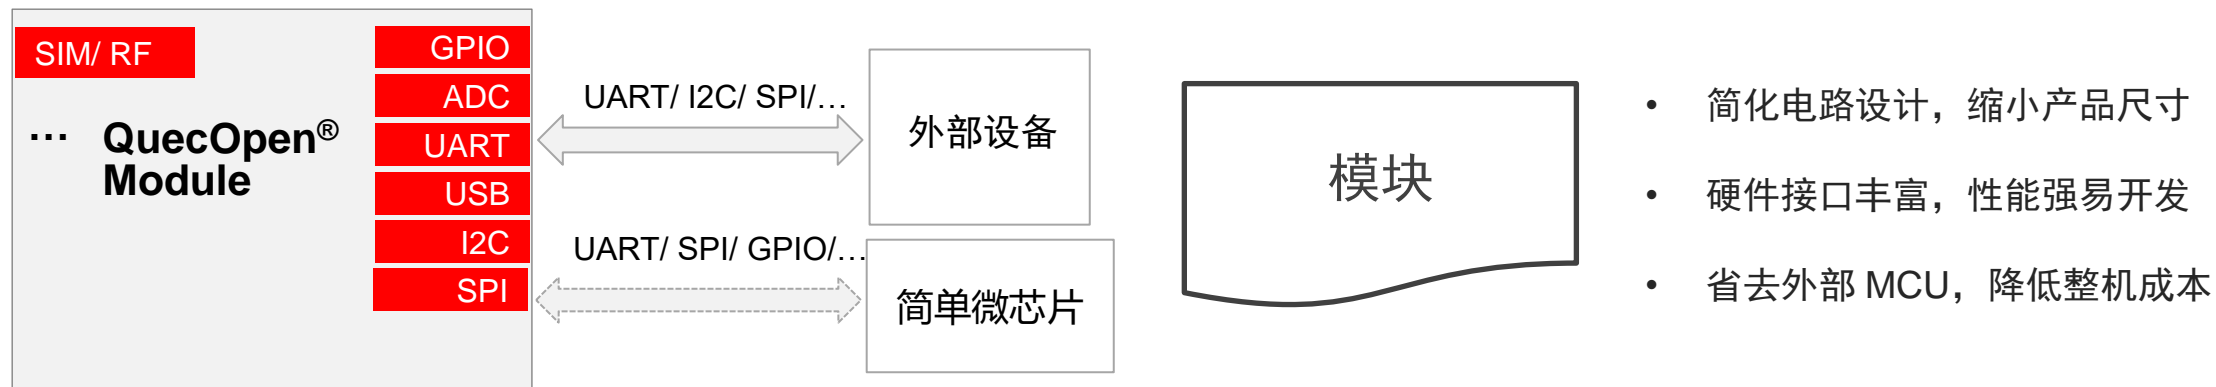 SIM/ RF
GPIO
ADC
UART
USB
I2C
SPI
… QuecOpen®
Module
UART/ I2C/ SPI/…
外部设备
UART/ SPI/ GPIO/…
简单微芯片
模块
• 简化电路设计，缩小产品尺寸
• 硬件接口丰富，性能强易开发
• 省去外部 MCU，降低整机成本